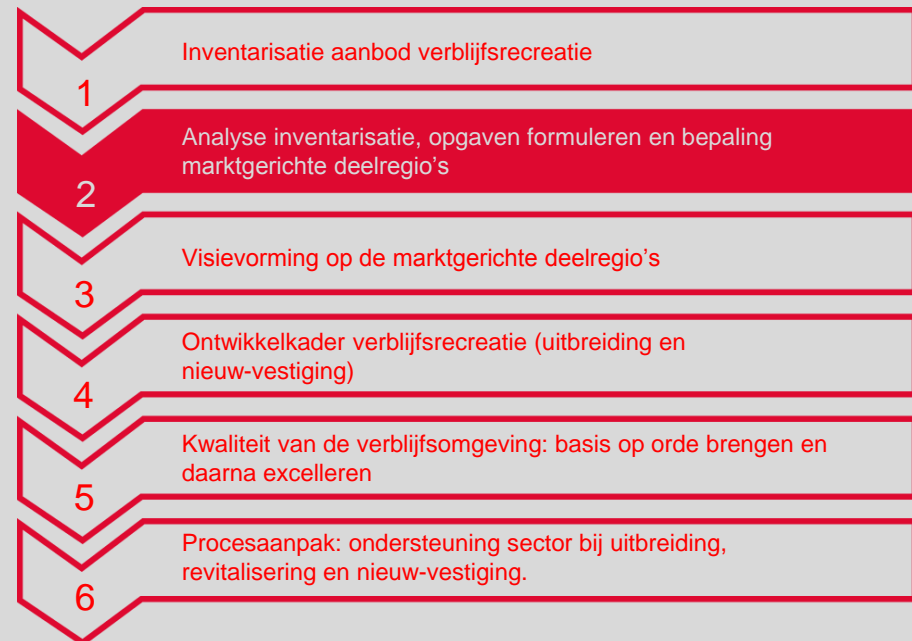 1
Inventarisatie aanbod verblijfsrecreatie
2
Analyse inventarisatie, opgaven formuleren en bepaling
marktgerichte deelregio’s
3
Visievorming op de marktgerichte deelregio’s
4
Ontwikkelkader verblijfsrecreatie (uitbreiding en
nieuw-vestiging)
5
Kwaliteit van de verblijfsomgeving: basis op orde brengen en
daarna excelleren
6
Procesaanpak: ondersteuning sector bij uitbreiding,
revitalisering en nieuw-vestiging.